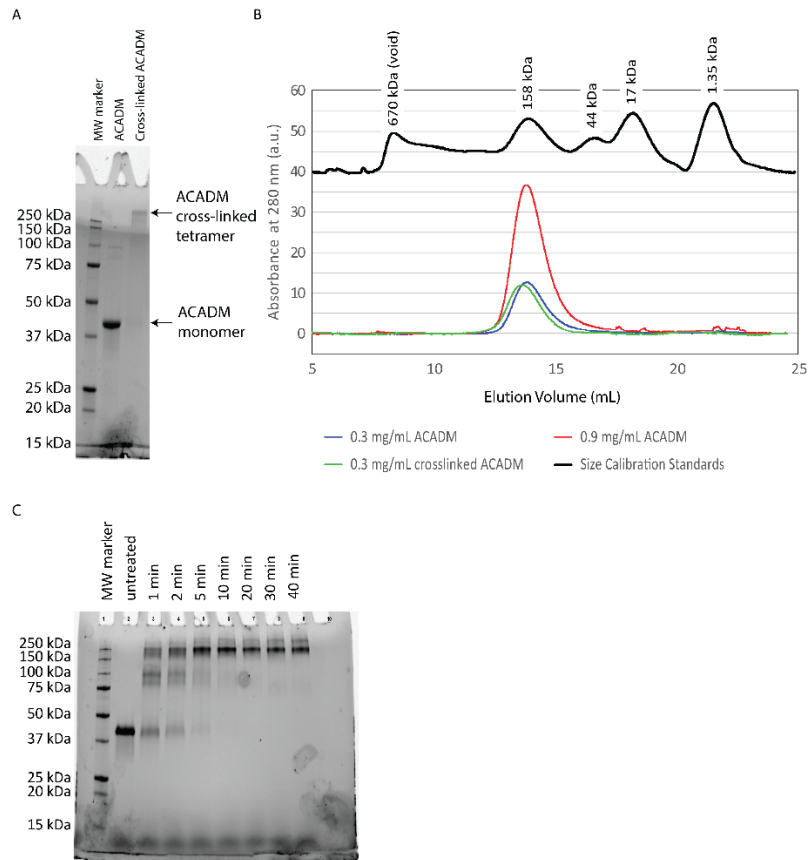 A
MW marker
ACADM
Cross-linked ACADM
250 kDa
150 kDa
100 kDa
75 kDa
50 kDa
37 kDa
25 kDa
20 kDa
15 kDa
ACADM
cross-linked
tetramer
ACADM
monomer
B
670 kDa (void)
158 kDa
44 kDa
17 kDa
1.35 kDa
Absorbance at 280 nm (a.u.)
60
50
40
30
20
10
0
5
10
15
20
25
Elution Volume (mL)
0.3 mg/mL ACADM
0.9 mg/mL ACADM
0.3 mg/mL crosslinked ACADM
Size Calibration Standards
C
MW marker
untreated
1 min
2 min
5 min
10 min
20 min
30 min
40 min
1
2
3
4
5
10
250 kDa
150 kDa
100 kDa
75 kDa
50 kDa
37 kDa
25 kDa
20 kDa
15 kDa